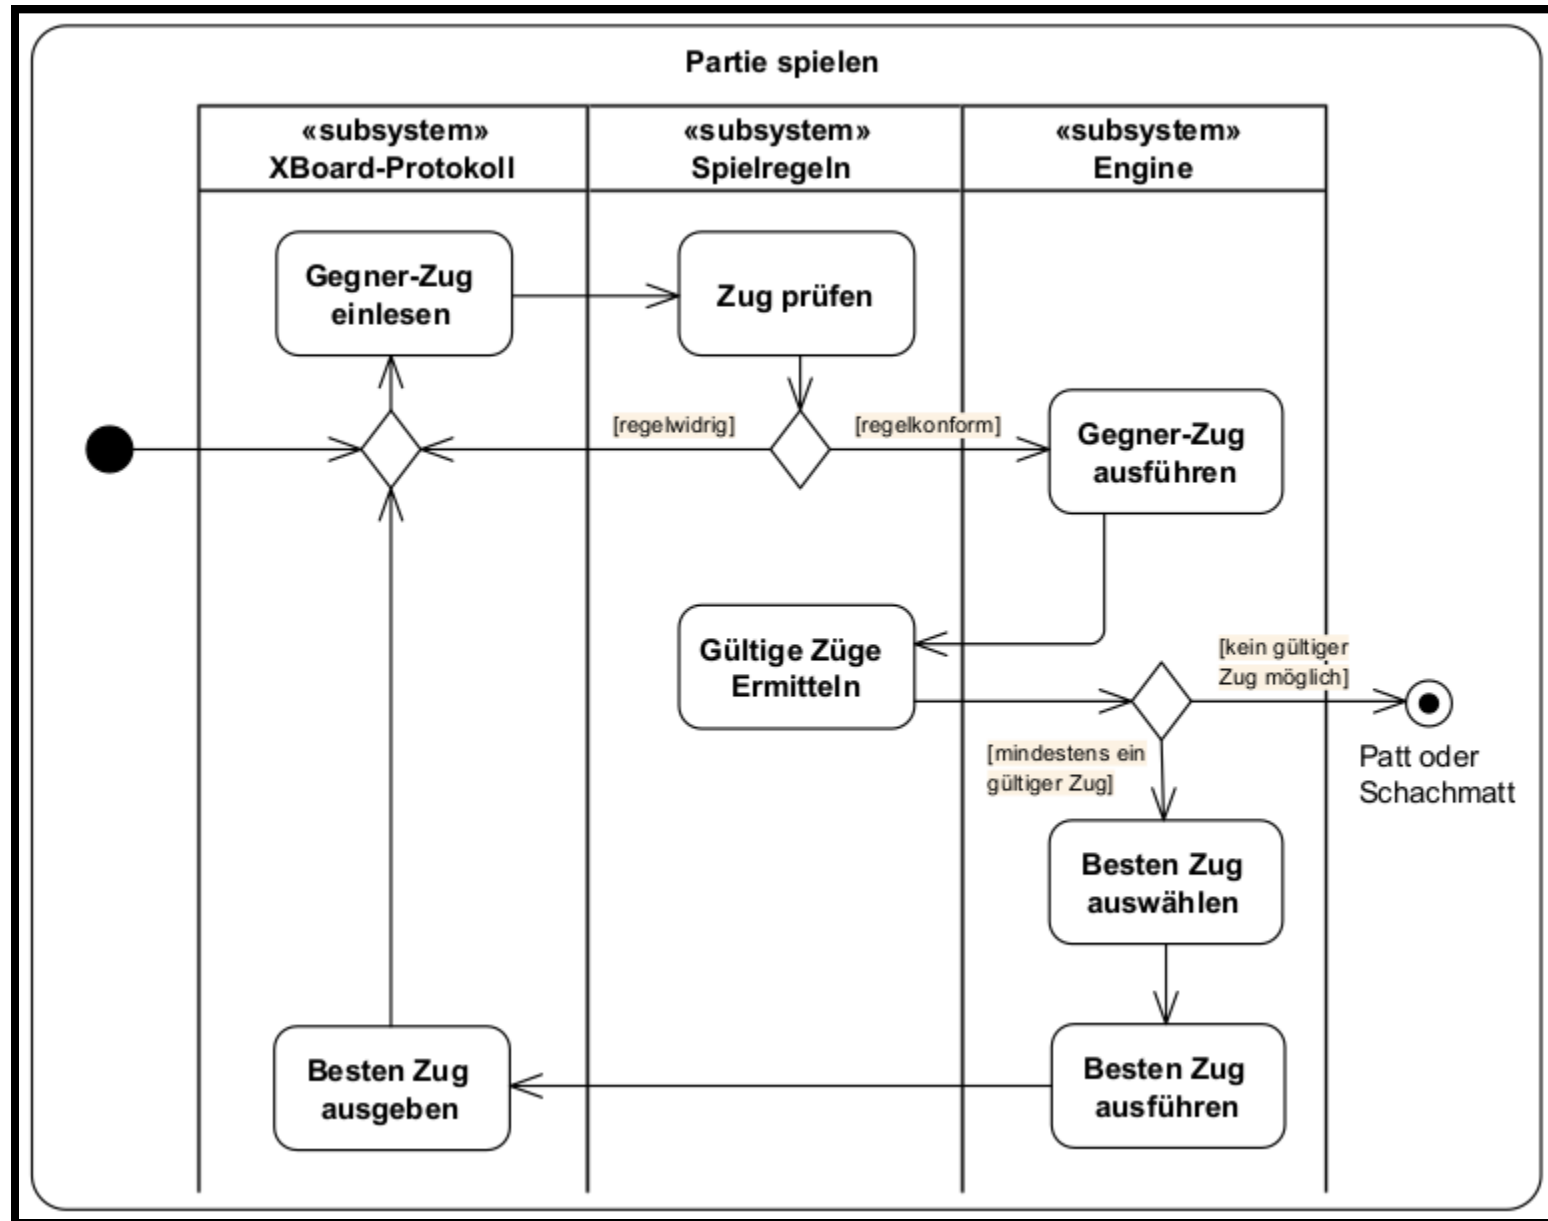 Partie spielen
«subsystem»
XBoard-Protokoll
«subsystem»
Spielregeln
«subsystem»
Engine
Gegner-Zug
einlesen
Zug prüfen
[regelwidrig]
[regelkonform]
Gegner-Zug
ausführen
Gültige Züge
Ermitteln
[kein gültiger
Zug möglich]
Patt oder
Schachmatt
[mindestens ein
gültiger Zug]
Besten Zug
auswählen
Besten Zug
ausführen
Besten Zug
ausgeben